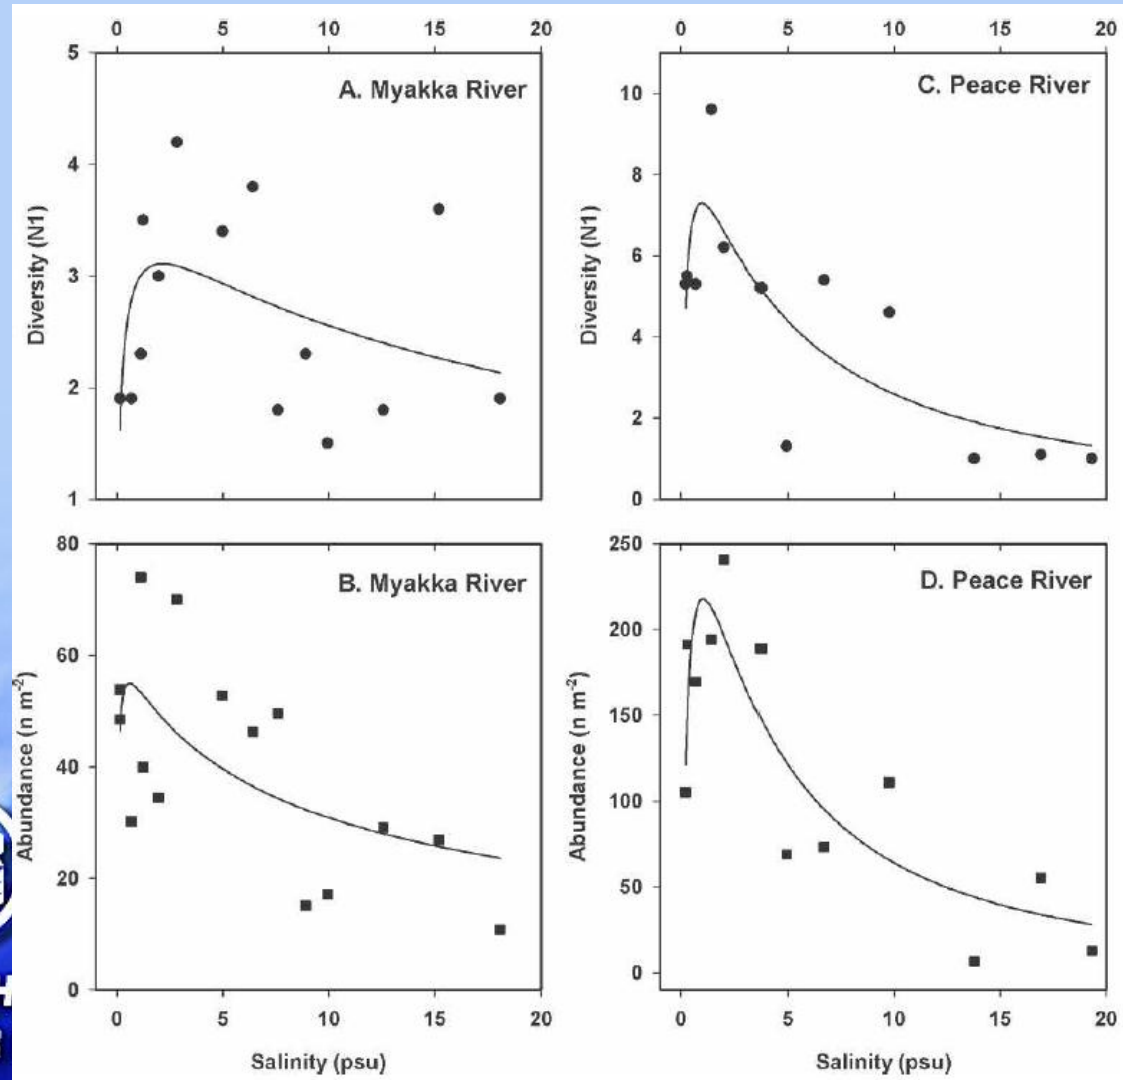 0 5 10 15 20
5
4
3
2
1
Diversity (N1)
A. Myakka River
0 5 10 15 20
10
8
6
4
2
0
Diversity (N1)
C. Peace River
80
60
40
20
0
Abundance (n m⁻²)
B. Myakka River
0 5 10 15 20
Salinity (psu)
250
200
150
100
50
0
Abundance (n m⁻²)
D. Peace River
0 5 10 15 20
Salinity (psu)